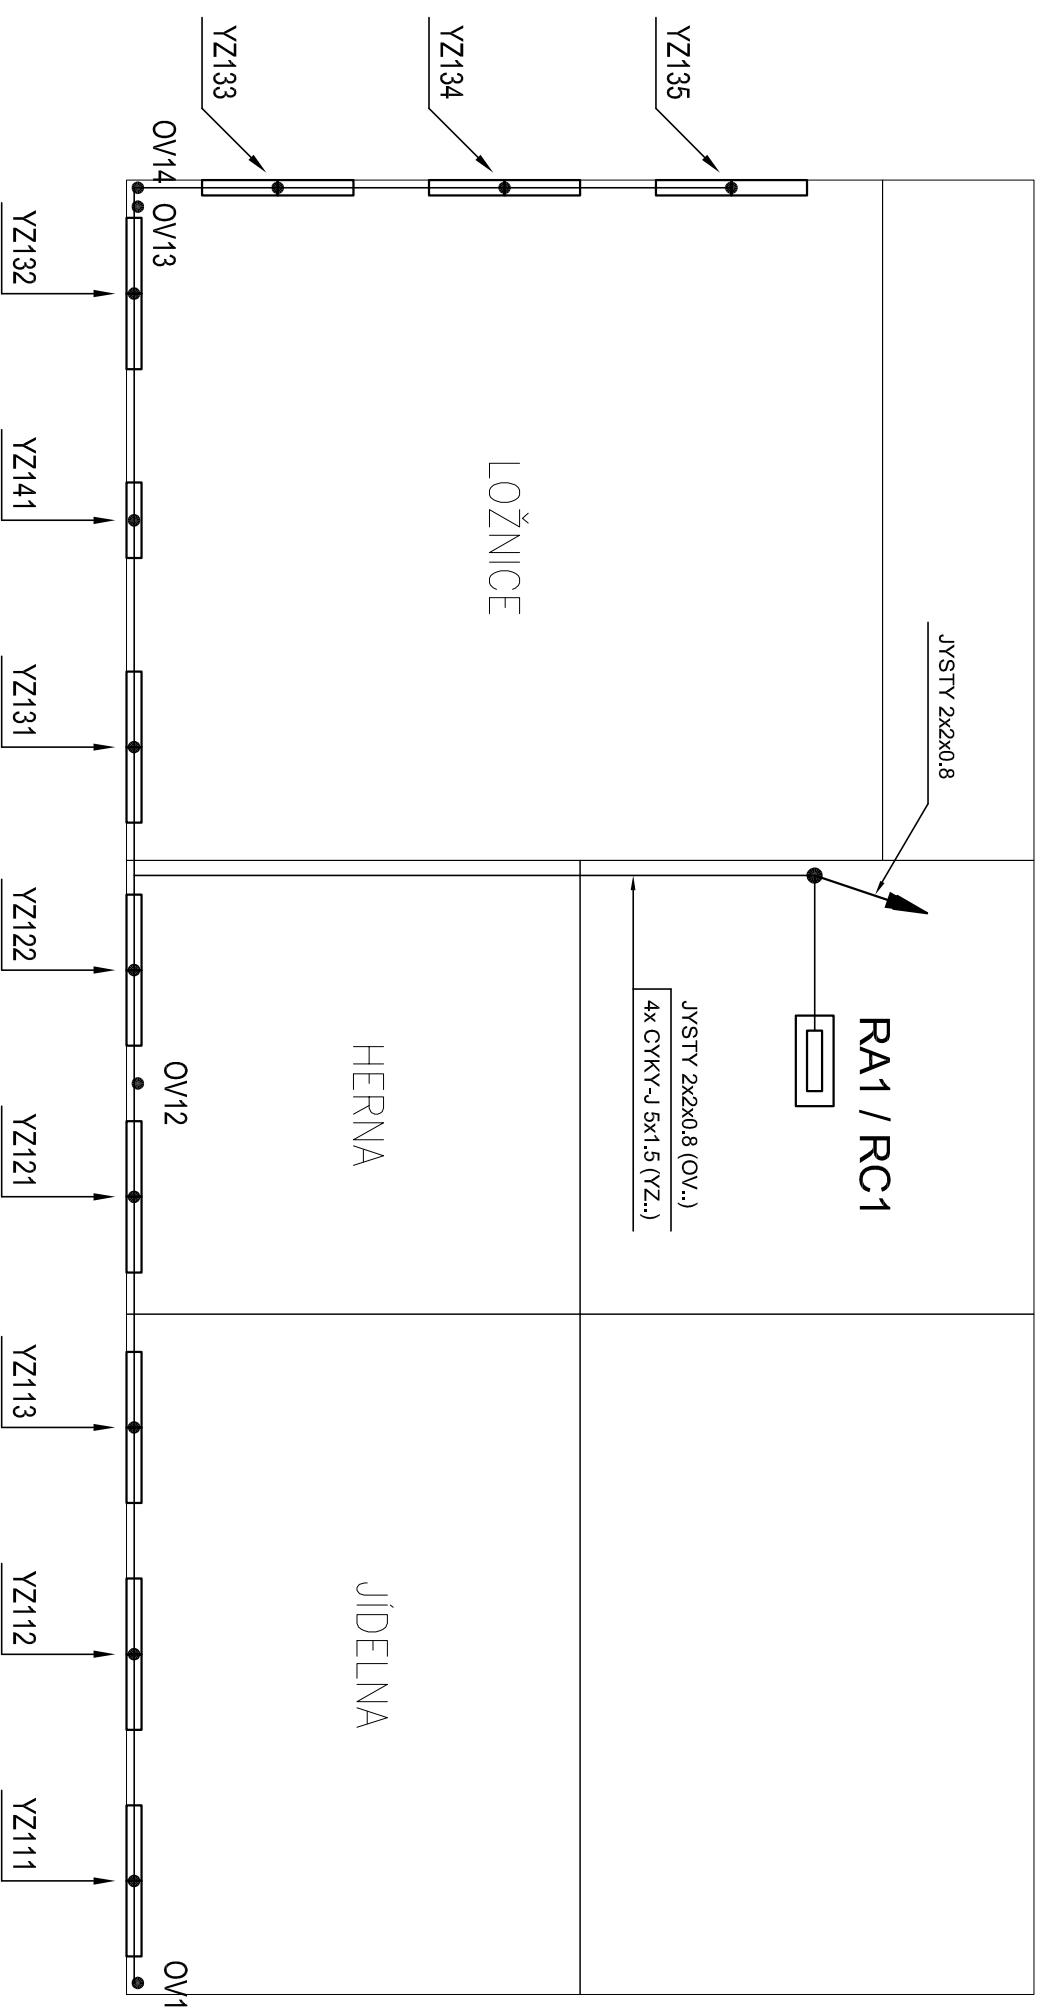 JYSTY 2x2x0.8
RA1 / RC1
JYSTY 2x2x0.8 (OV..)
4x CYKY-J 5x1.5 (YZ..)
YZ135
LOŽNICE
YZ134
HERNA
JÍDELNA
YZ133
OV14
OV13
OV12
OV1
YZ132
YZ141
YZ131
YZ122
YZ121
YZ113
YZ112
YZ111